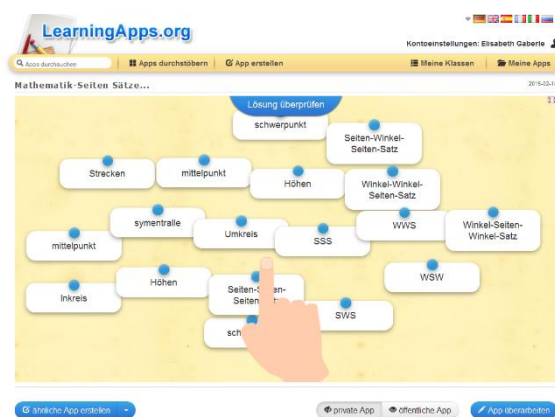 LearningApps.org
Kontoeinstellungen: Elisabeth Gaberle
Apps durchsuchen
Apps durchstöbern
App erstellen
Meine Klassen
Meine Apps
Mathematik-Seiten Sätze...
Lösung überprüfen
schwerpunkt
Seiten-Winkel-
Seiten-Satz
Strecken
mittelpunkt
Höhen
Winkel-Winkel-
Seiten-Satz
symentralle
Umkreis
SSS
WWS
Winkel-Seiten-
Winkel-Satz
mittelpunkt
Höhen
WSW
Inkreis
SWS
ähnliche App erstellen
private App
öffentliche App
App überarbeiten